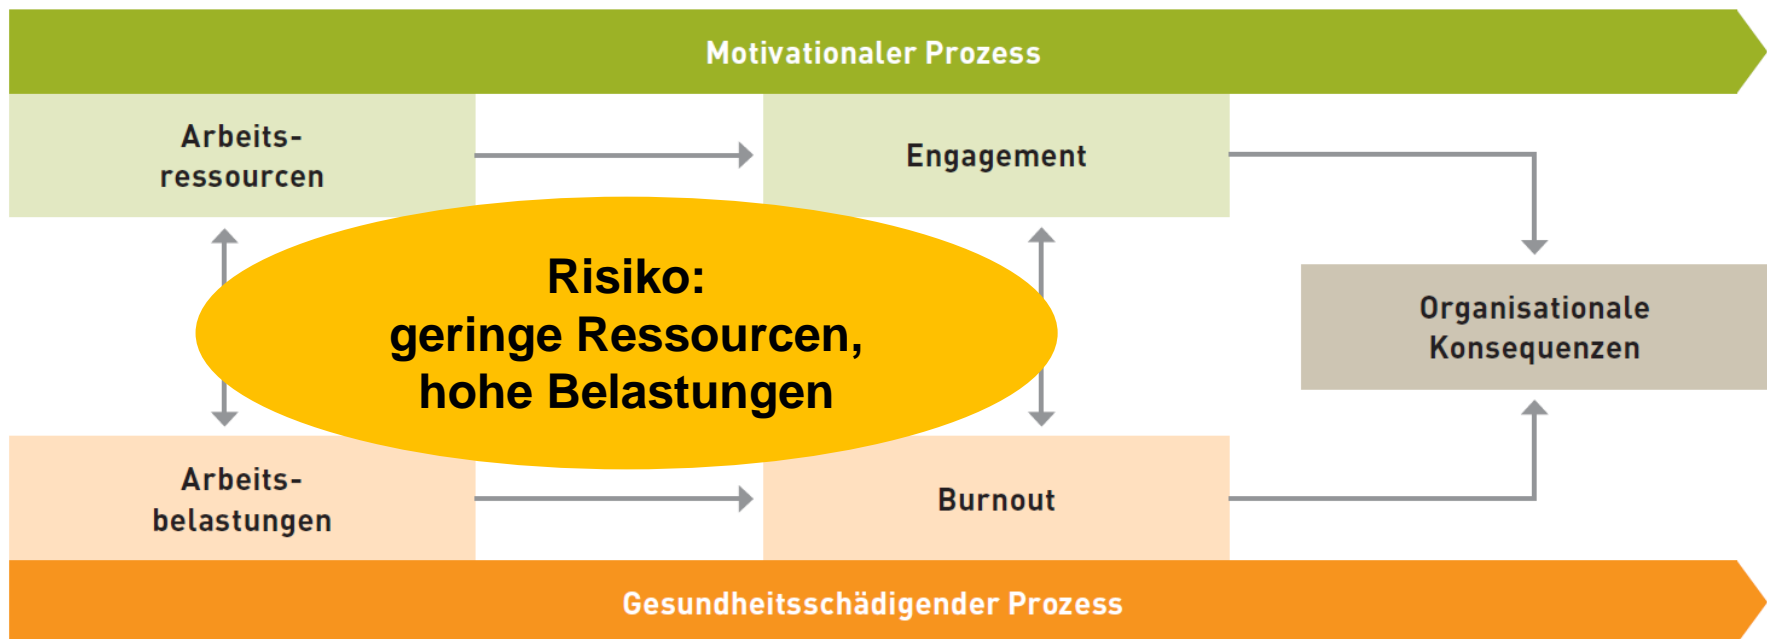 Motivationaler Prozess
Arbeits-
ressourcen
Engagement
Risiko:
geringe Ressourcen,
hohe Belastungen
Organisationale
Konsequenzen
Arbeits-
belastungen
Burnout
Gesundheitsschädigender Prozess